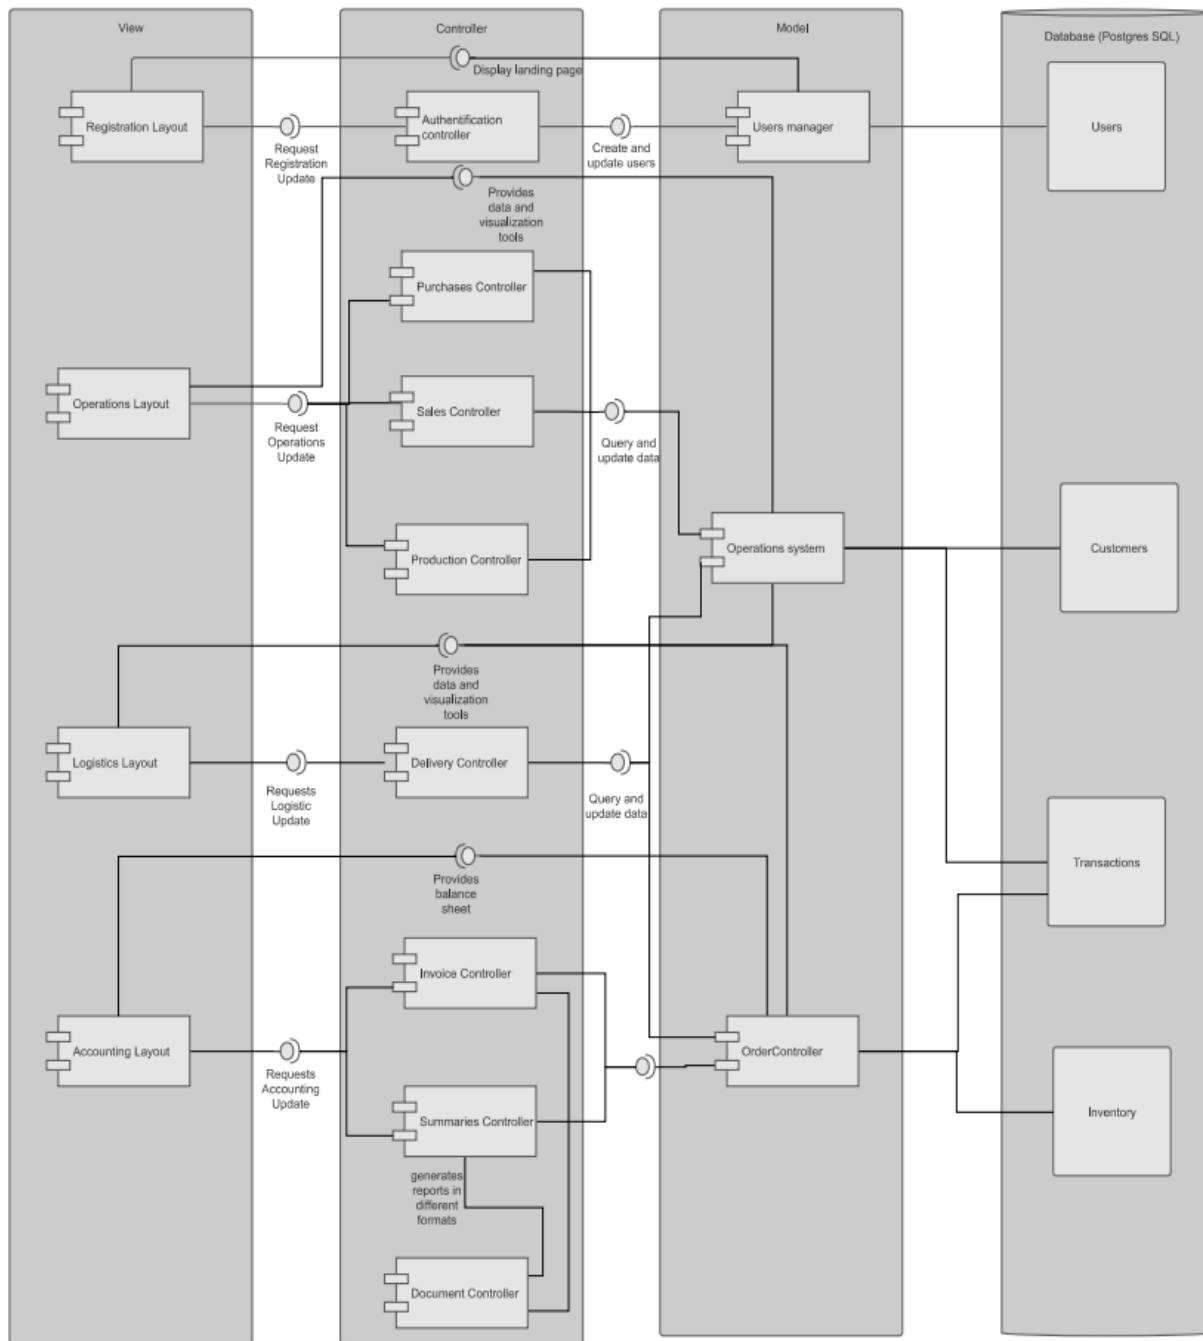 View
Controller
Model
Database (Postgres SQL)
Display landing page
Registration Layout
Request
Registration
Update
Authentification
controller
Create and
update users
Users manager
Users
Provides
data and
visualization
tools
Purchases Controller
Operations Layout
Request
Operations
Update
Sales Controller
Query and
update data
Production Controller
Operations system
Customers
Provides
data and
visualization
tools
Logistics Layout
Requests
Logistic
Update
Delivery Controller
Query and
update data
Transactions
Provides
balance
sheet
Invoice Controller
Accounting Layout
Requests
Accounting
Update
OrderController
Summaries Controller
Inventory
generates
reports in
different
formats
Document Controller